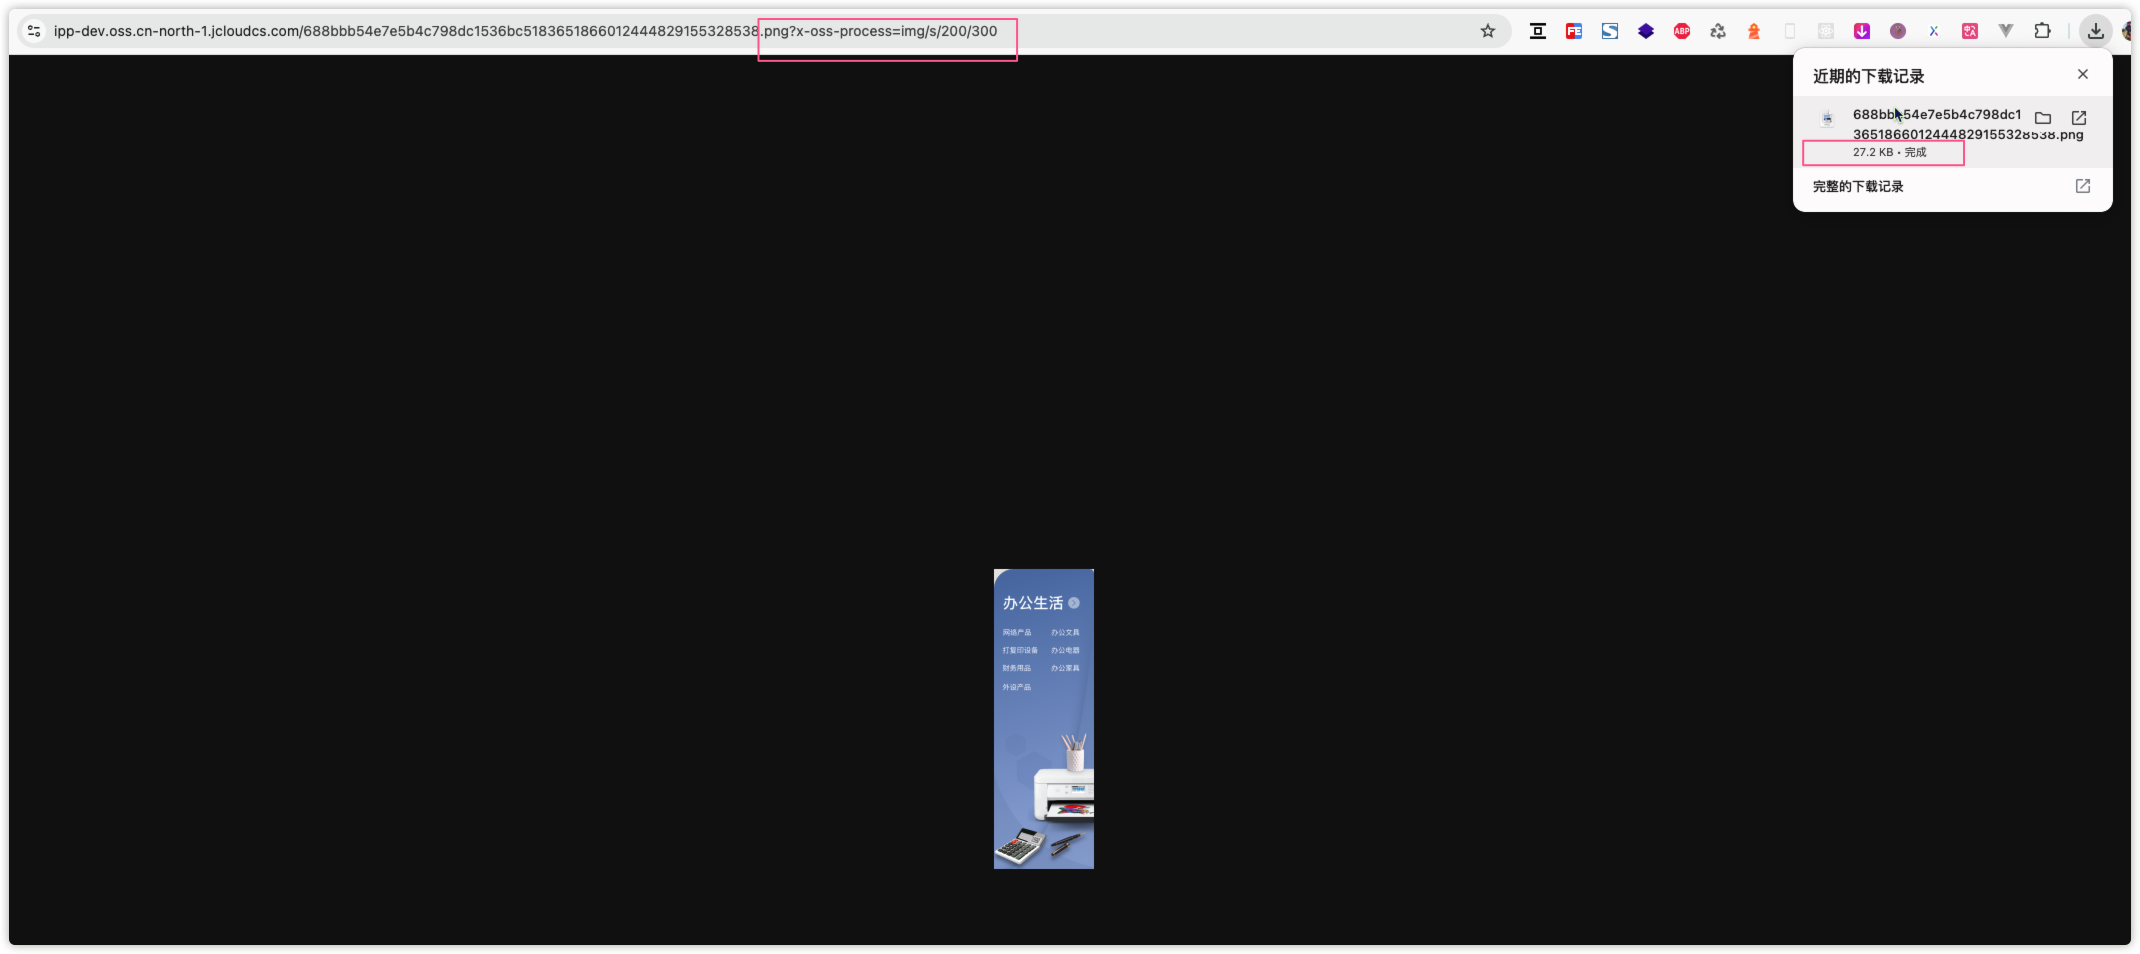 ipp-dev.oss.cn-north-1.jcloudcs.com/688bbb54e7e5b4c798dc1536bc5183651866012444829155328538.png?x-oss-process=img/s/200/300
FE
ABP
近期的下载记录
688bbb54e7e5b4c798dc1
3651866012444829155328538.png
27.2 KB • 完成
完整的下载记录
办公生活
网络产品 办公文具
打复印设备 办公电器
财务用品 办公家具
外设产品